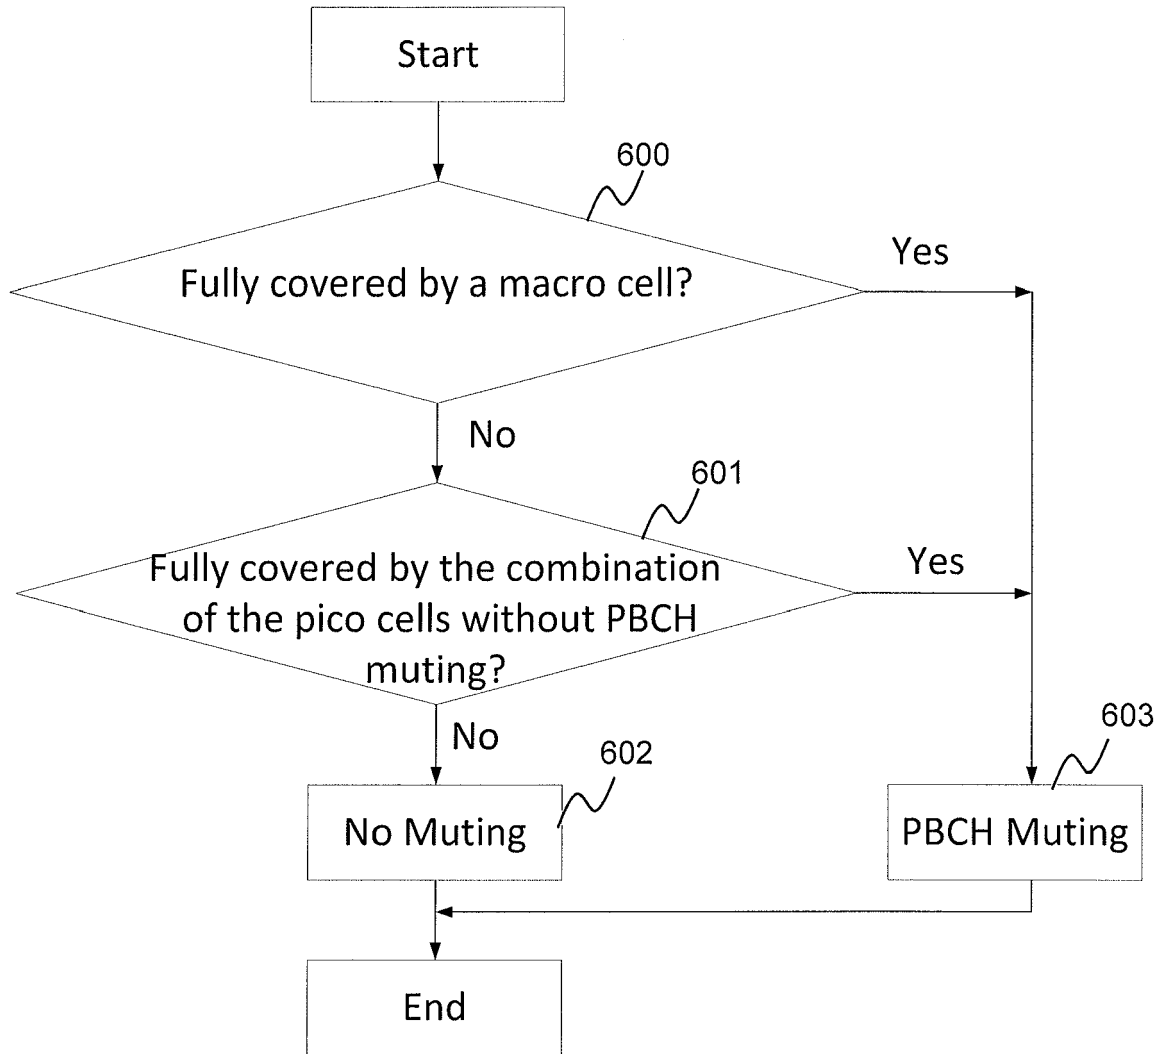 Start
600
Fully covered by a macro cell?
Yes
No
601
Fully covered by the combination
of the pico cells without PBCH
muting?
Yes
No
602
603
No Muting
PBCH Muting
End